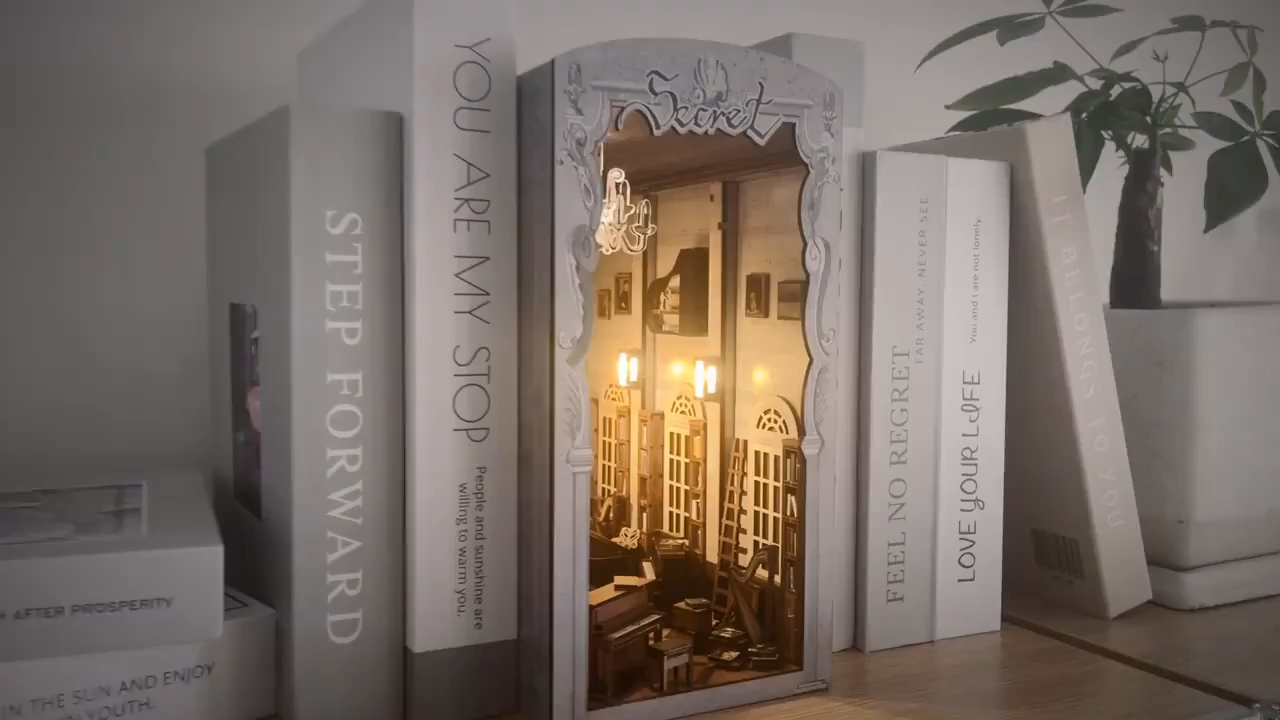 STEP FORWARD
YOU ARE MY STOP
People and sunshine are
willing to warm you.
Secret
FEEL NO REGRET
FAR AWAY, NEVER SEE
LOVE YOUR LIFE
You and I are not lonely.
IT BELONGS TO YOU
AFTER PROSPERITY
IN THE SUN AND ENJOY
YOUTH.